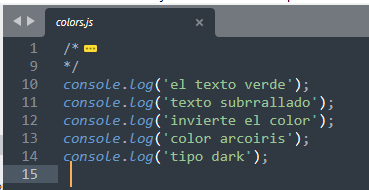 colors.js
1 /*
9 */
10 console.log('el texto verde');
11 console.log('texto subrrallado');
12 console.log('invierte el color');
13 console.log('color arcoiris');
14 console.log('tipo dark');
15